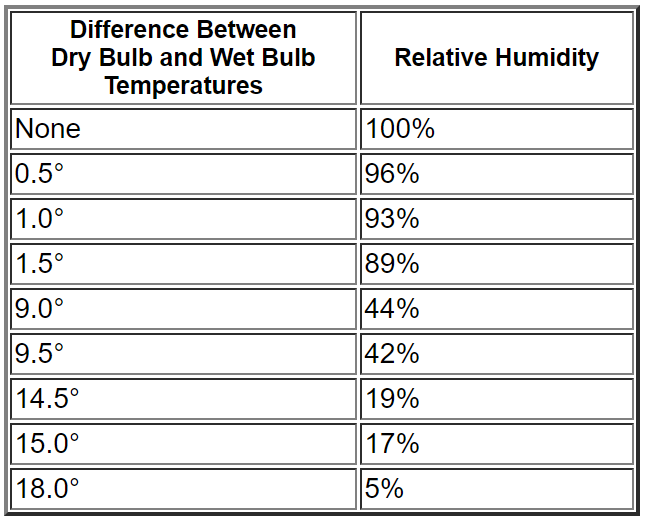 Difference Between
Dry Bulb and Wet Bulb
Temperatures
Relative Humidity
None 100%
0.5° 96%
1.0° 93%
1.5° 89%
9.0° 44%
9.5° 42%
14.5° 19%
15.0° 17%
18.0° 5%